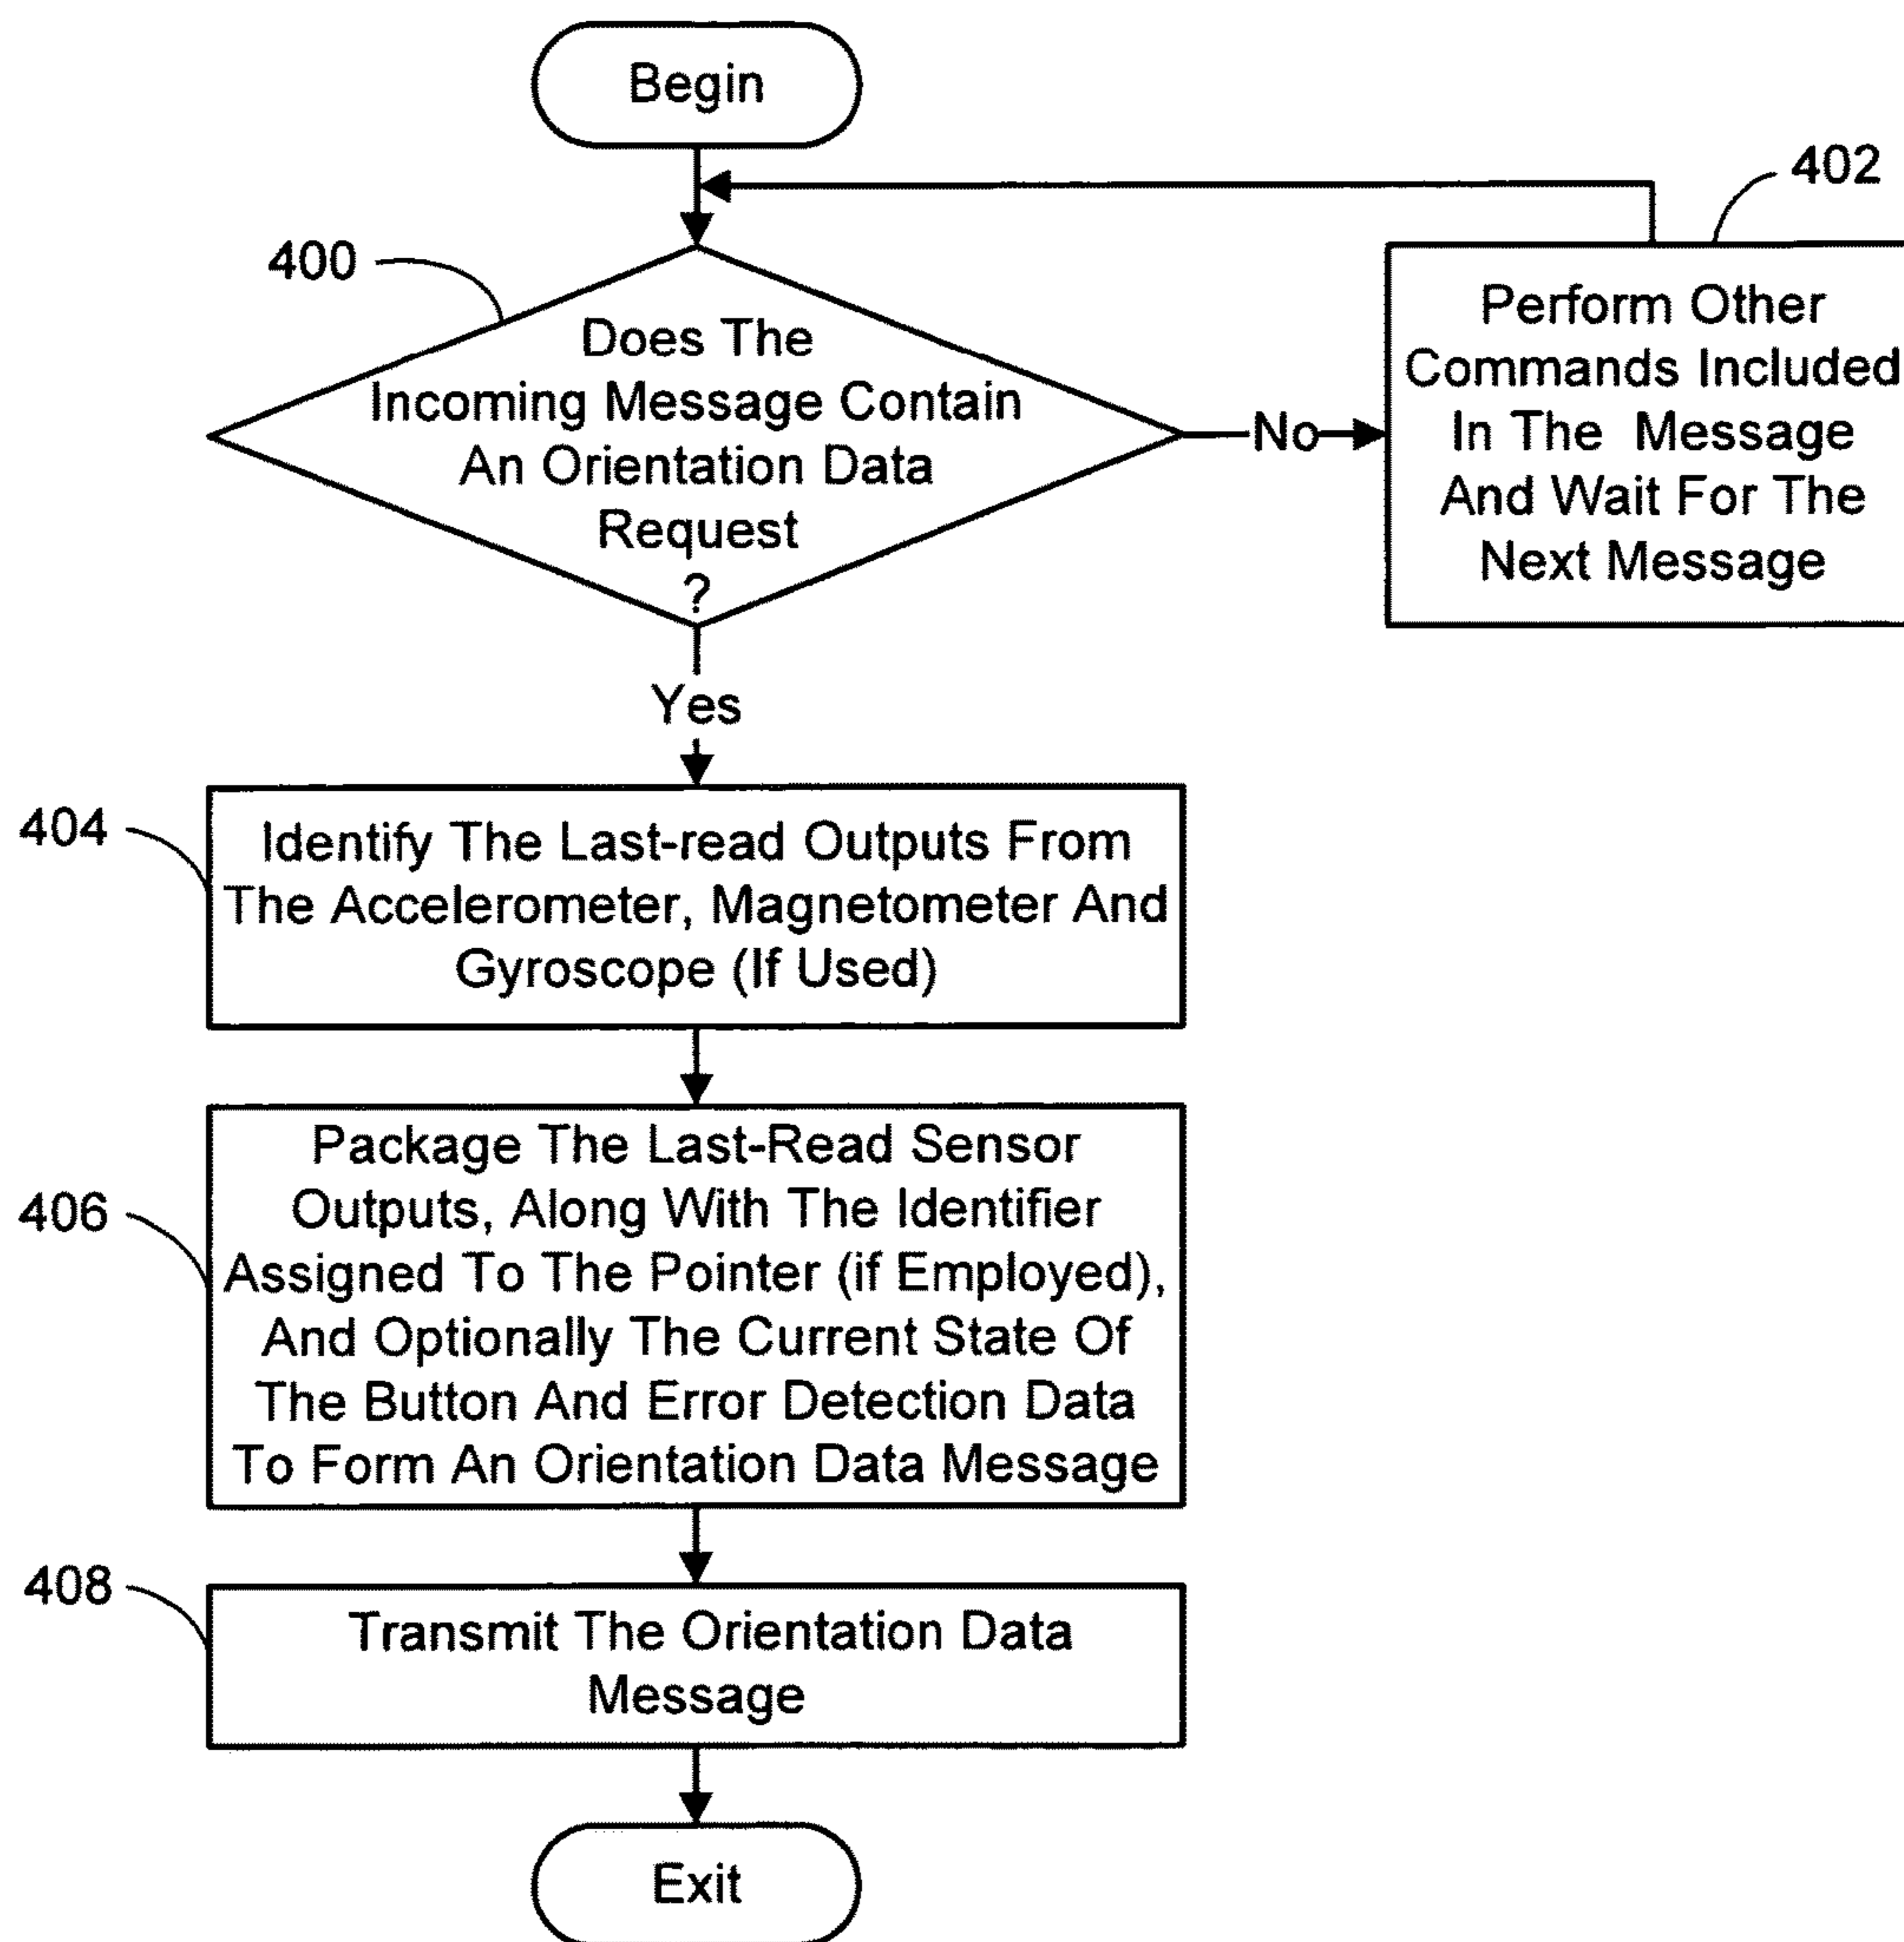 Begin
402
400
Does The
Incoming Message Contain
An Orientation Data
Request
?
No
Perform Other
Commands Included
In The Message
And Wait For The
Next Message
Yes
404
Identify The Last-read Outputs From
The Accelerometer, Magnetometer And
Gyroscope (If Used)
406
Package The Last-Read Sensor
Outputs, Along With The Identifier
Assigned To The Pointer (if Employed),
And Optionally The Current State Of
The Button And Error Detection Data
To Form An Orientation Data Message
408
Transmit The Orientation Data
Message
Exit